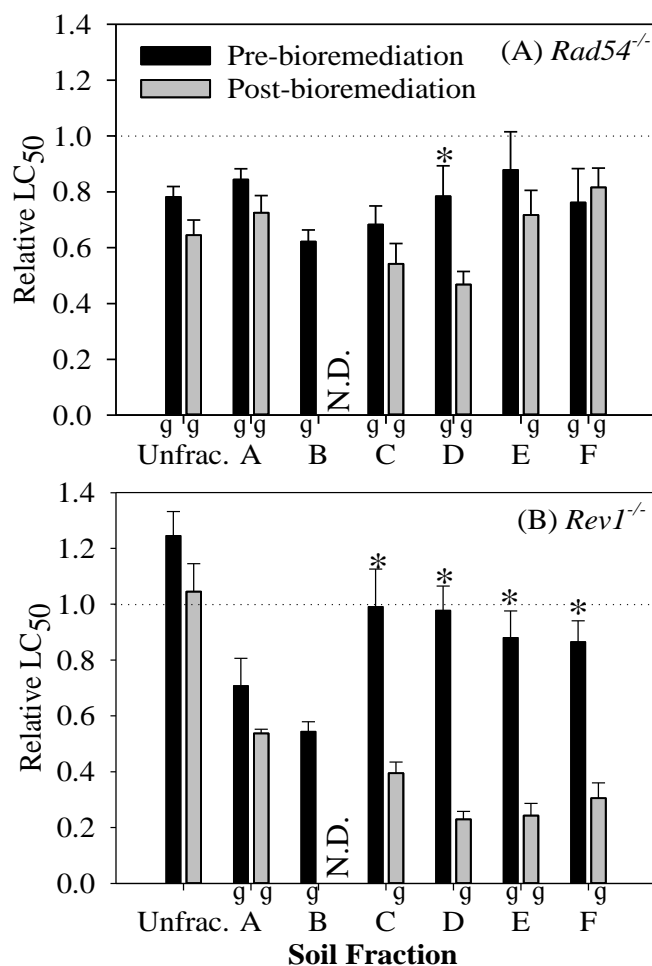 Pre-bioremediation
Post-bioremediation
(A) Rad54-/-
Relative LC50
1.4
1.2
1.0
0.8
0.6
0.4
0.2
0.0
*
N.D.
g g g g g g g g g g g g g
Unfrac. A B C D E F
(B) Rev1-/-
Relative LC50
1.4
1.2
1.0
0.8
0.6
0.4
0.2
0.0
* * * *
N.D.
g g g g g g g g
Unfrac. A B C D E F
Soil Fraction